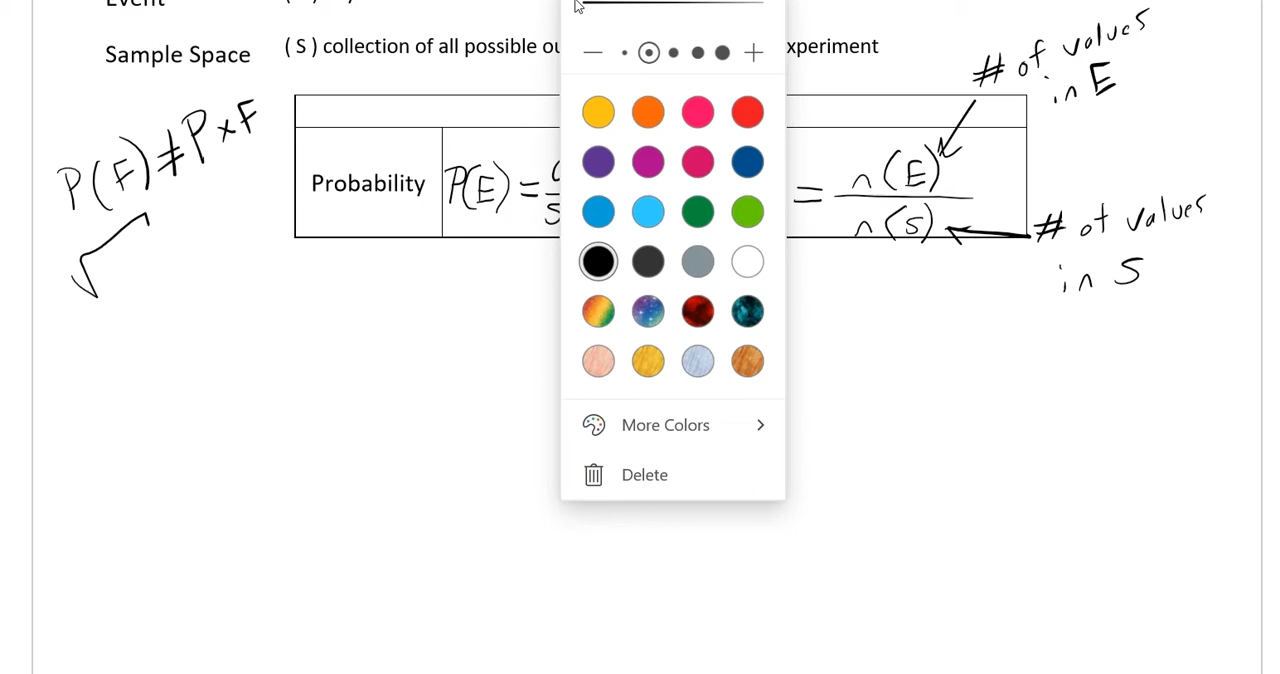 Event
Sample Space ( S ) collection of all possible ou xperiment
# of values
in E
P(F) ≠ P x F
Probability P(E) = = n(E)
n(S)
# of values
in S
More Colors
Delete